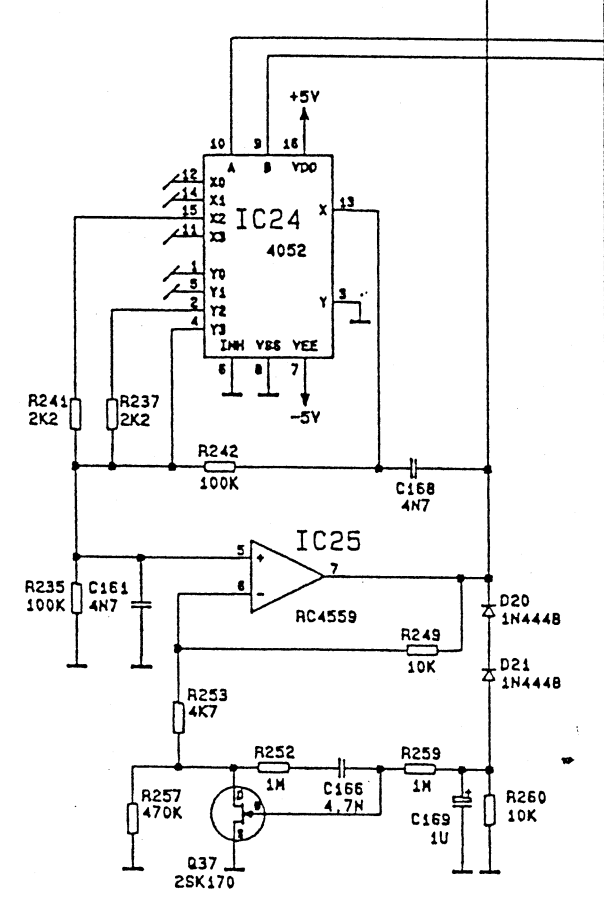 +5V
10 9 16
A B VDD
12 X0
14 X1
15 X2
11 X3
IC24
4052
X 13
1 Y0
5 Y1
2 Y2
4 Y3
Y 3
INH VSS VEE
6 8 7
-5V
R241
2K2
R237
2K2
R242
100K
C168
4N7
IC25
5 +
6 -
7
RC4559
R235
100K
C161
4N7
D20
1N4448
R249
10K
D21
1N4448
R253
4K7
R252
1M
C166
4.7N
R259
1M
R257
470K
D
G
S
+
C169
1U
R260
10K
Q37
2SK170